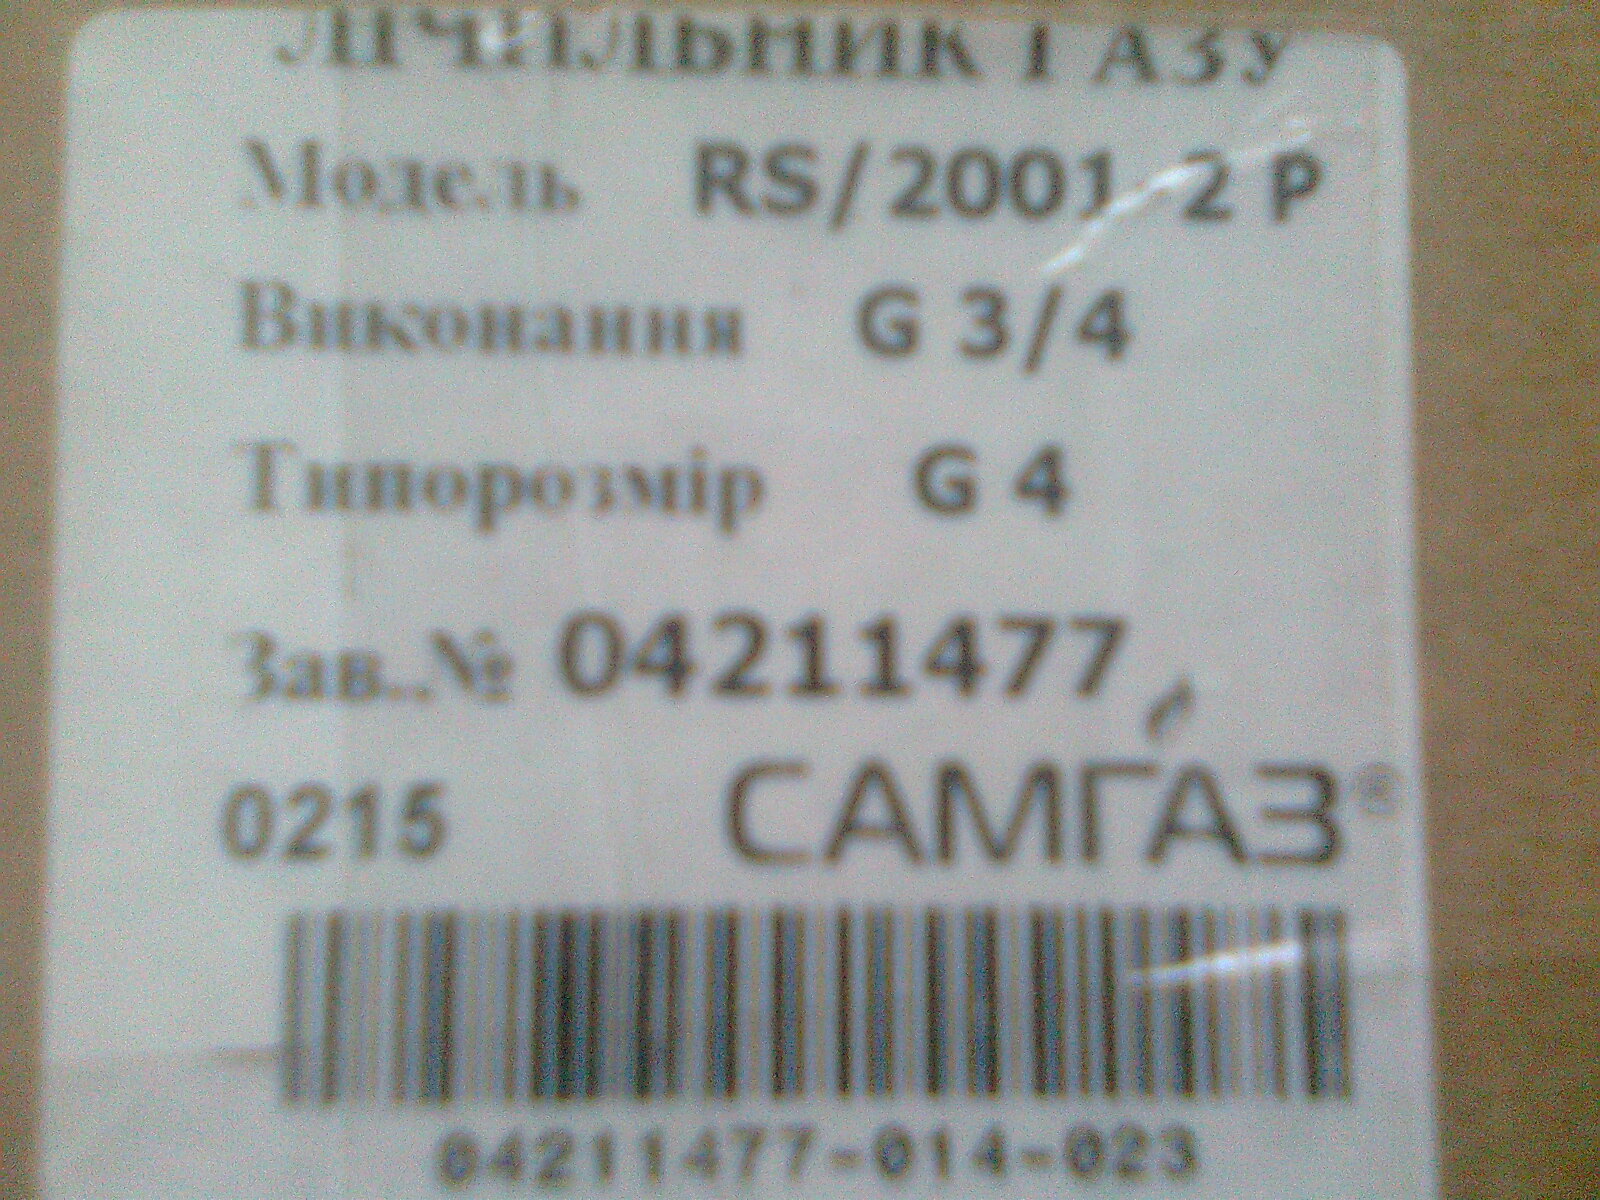 ЛІЧИЛЬНИК ГАЗУ
Модель RS/2001 2 P
Виконання G 3/4
Типорозмір G 4
Зав..№ 04211477
0215 САМГАЗ®
04211477-014-023